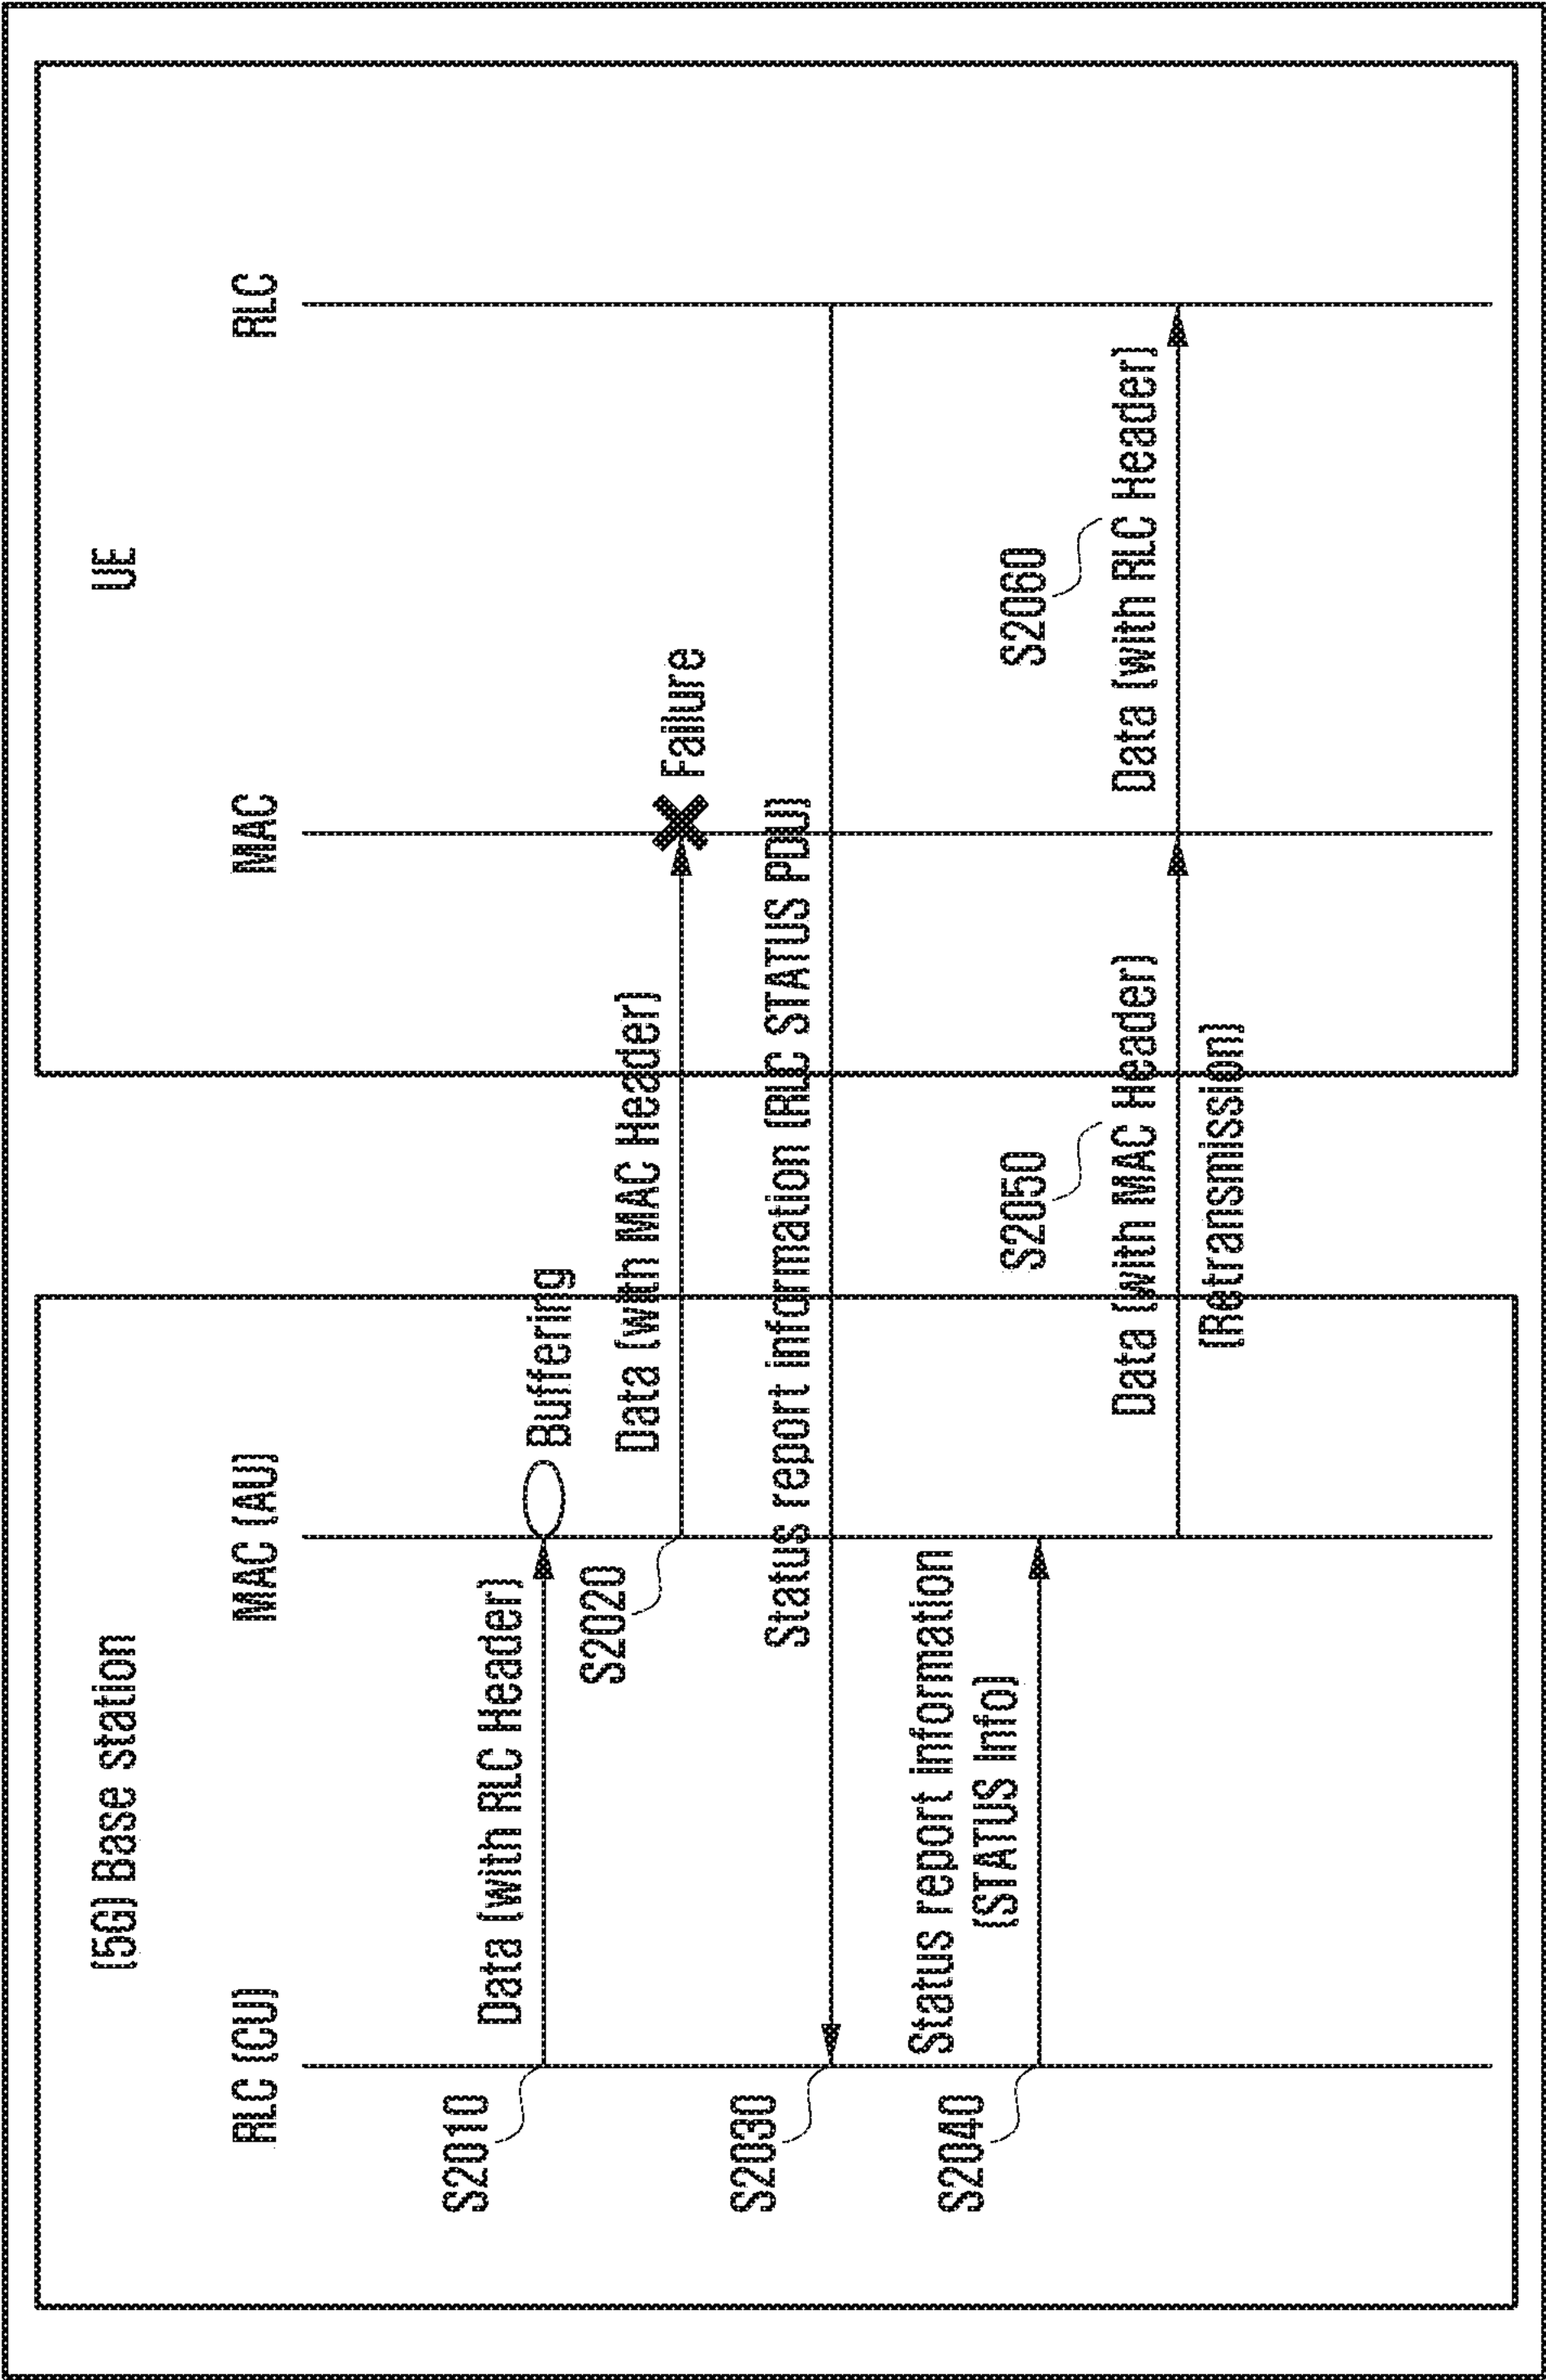 (5G) Base station
UE
RLC (CU)
MAC (AU)
MAC
RLC
S2010
Data (with RLC Header)
Buffering
S2020
Data (with MAC Header)
Failure
S2030
Status report information (RLC STATUS PDU)
S2040
Status report information
(STATUS Info)
S2050
Data (with MAC Header)
(Retransmission)
S2060
Data (with RLC Header)